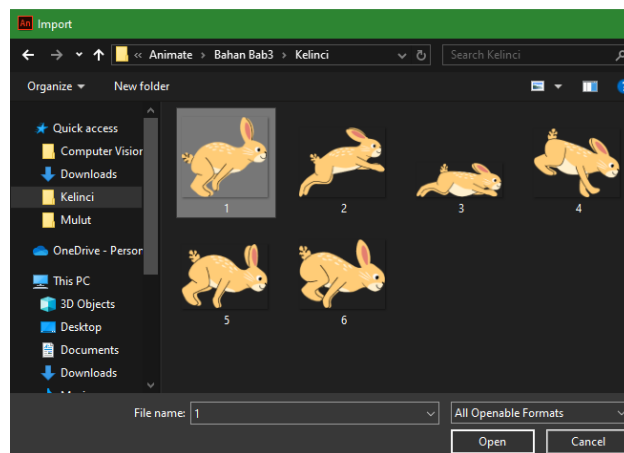 An Import
« Animate > Bahan Bab3 > Kelinci
Search Kelinci
Organize
New folder
Quick access
Computer Vision
Downloads
Kelinci
Mulut
OneDrive - Person
This PC
3D Objects
Desktop
Documents
Downloads
1
2
3
4
5
6
File name: 1
All Openable Formats
Open
Cancel